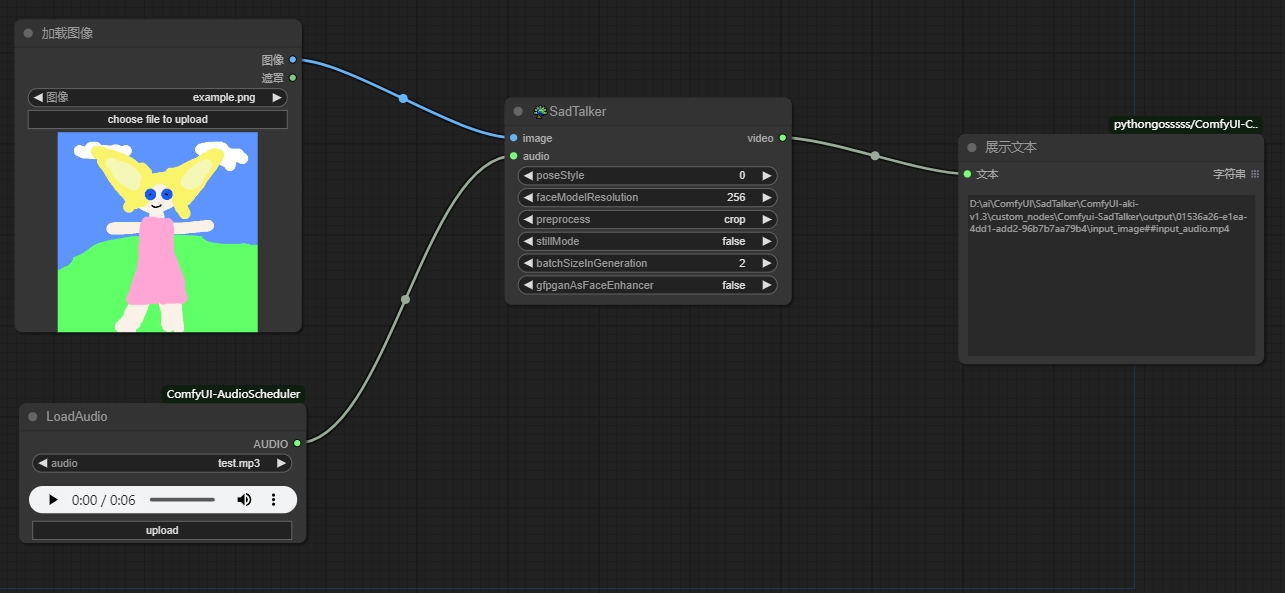 加载图像
图像
遮罩
图像 example.png
choose file to upload
ComfyUI-AudioScheduler
LoadAudio
AUDIO
audio test.mp3
0:00 / 0:06
upload
SadTalker
image video
audio
poseStyle 0
faceModelResolution 256
preprocess crop
stillMode false
batchSizeInGeneration 2
gfpganAsFaceEnhancer false
pythongosssss/ComfyUI-C..
展示文本
文本 字符串
D:\ai\ComfyUI\SadTalker\ComfyUI-aki-
v1.3\custom_nodes\Comfyui-SadTalker\output\01536a26-e1ea-
4dd1-add2-96b7b7aa79b4\input_image##input_audio.mp4